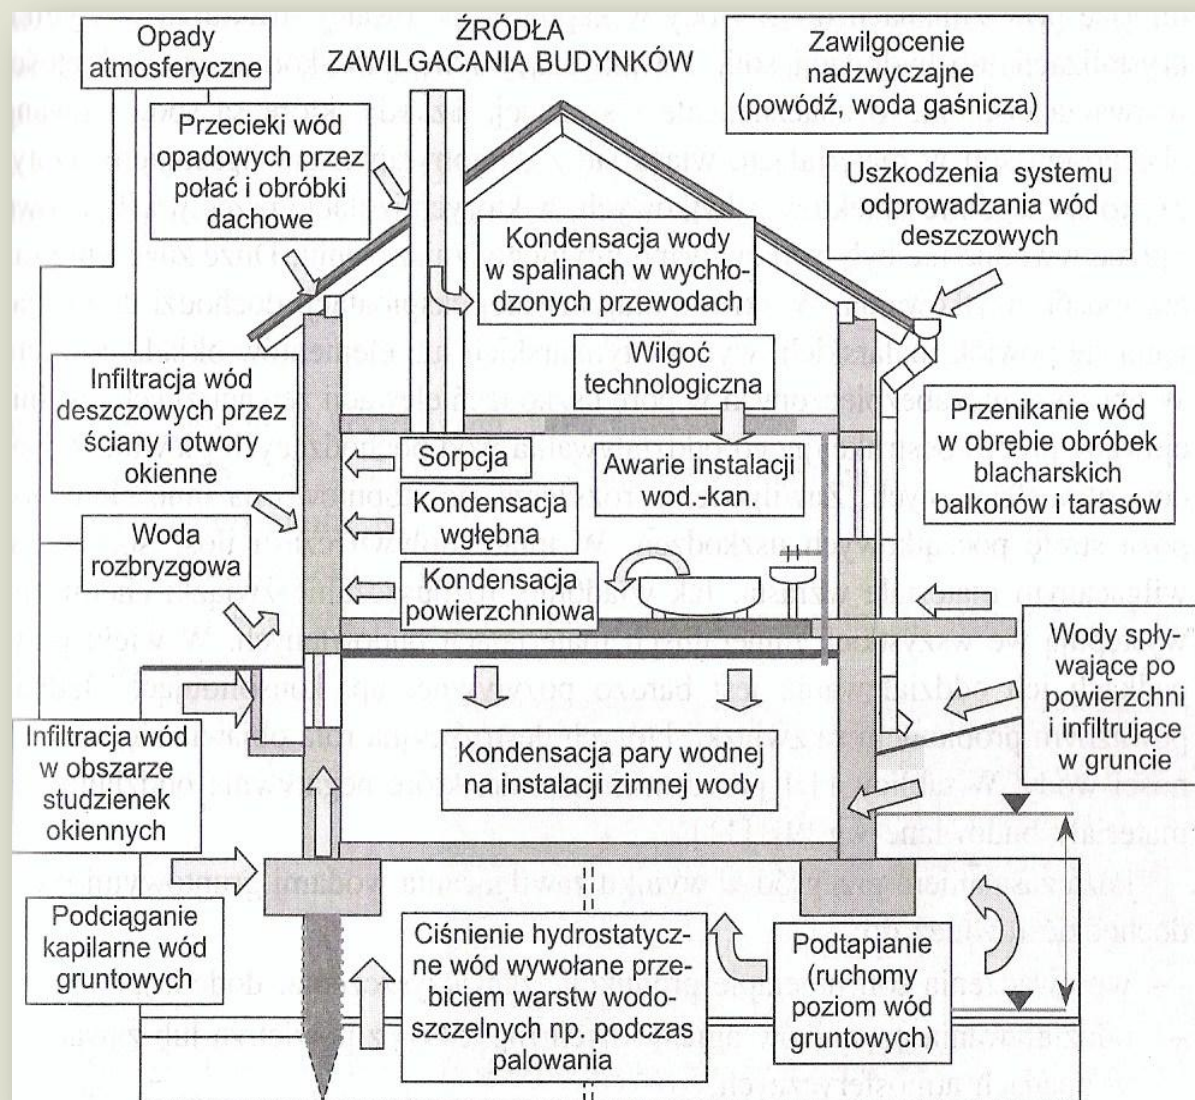 Opady
atmosferyczne
ŹRÓDŁA
ZAWILGACANIA BUDYNKÓW
Zawilgocenie
nadzwyczajne
(powódź, woda gaśnicza)
Przecieki wód
opadowych przez
połać i obróbki
dachowe
Uszkodzenia systemu
odprowadzania wód
deszczowych
Kondensacja wody
w spalinach w wychło-
dzonych przewodach
Wilgoć
technologiczna
Infiltracja wód
deszczowych przez
ściany i otwory
okienne
Przenikanie wód
w obrębie obróbek
blacharskich
balkonów i tarasów
Sorpcja
Awarie instalacji
wod.-kan.
Kondensacja
wgłębna
Woda
rozbryzgowa
Kondensacja
powierzchniowa
Wody spły-
wające po
powierzchni
i infiltrujące
w gruncie
Infiltracja wód
w obszarze
studzienek
okiennych
Kondensacja pary wodnej
na instalacji zimnej wody
Podciąganie
kapilarne wód
gruntowych
Ciśnienie hydrostatycz-
ne wód wywołane prze-
biciem warstw wodo-
szczelnych np. podczas
palowania
Podtapianie
(ruchomy
poziom wód
gruntowych)